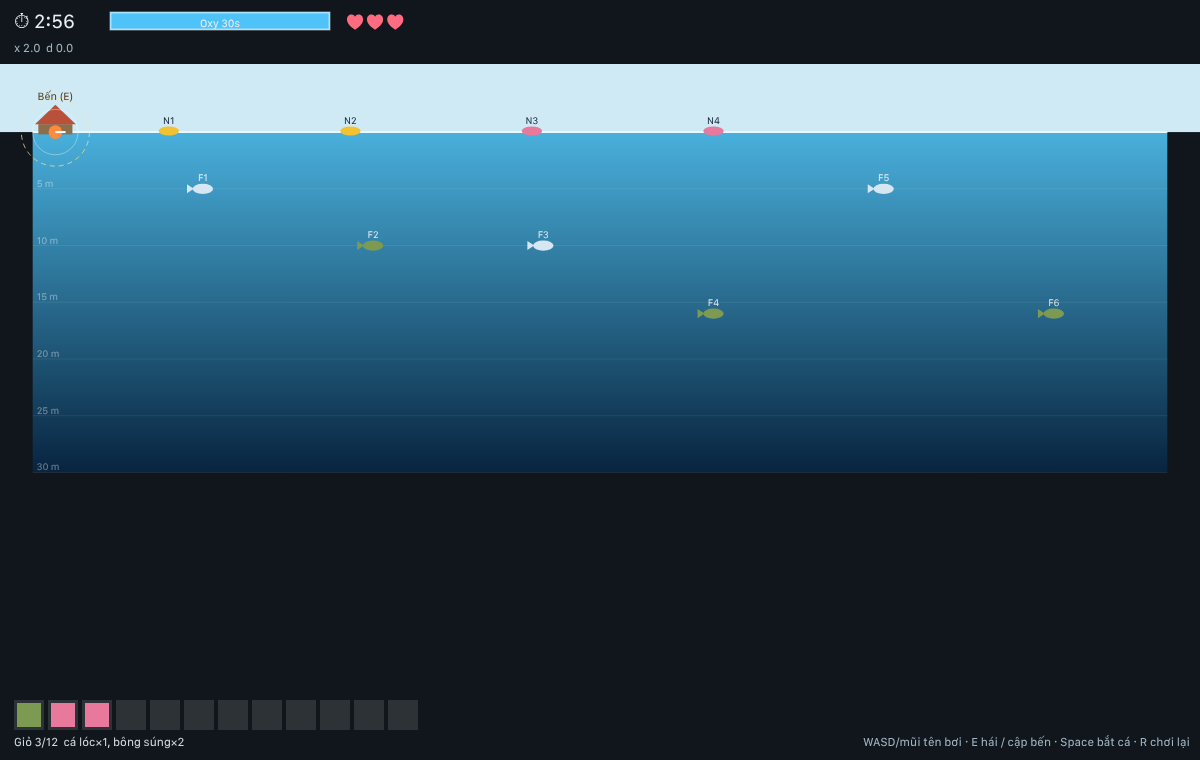 ⏱ 2:56
Oxy 30s
x 2.0 d 0.0
Bến (E)
N1
N2
N3
N4
F1
F5
5 m
F2
F3
10 m
15 m
F4
F6
20 m
25 m
30 m
Giỏ 3/12 cá lóc×1, bông súng×2
WASD/mũi tên bơi · E hái / cập bến · Space bắt cá · R chơi lại